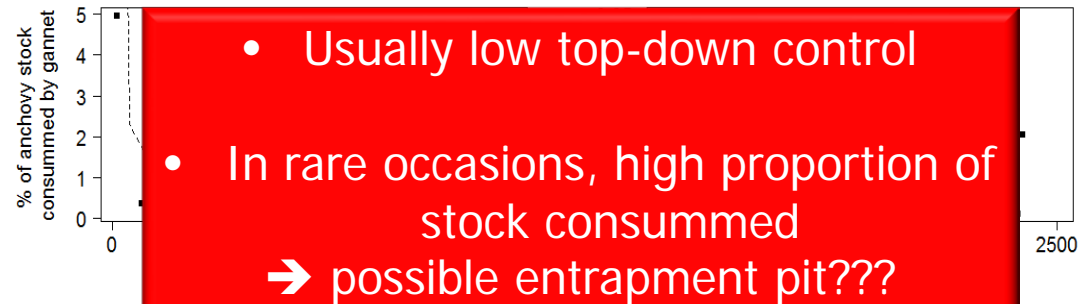 % of anchovy stock
consummed by gannet
5
4
3
2
1
0
0
2500
• Usually low top-down control
• In rare occasions, high proportion of
stock consummed
➔ possible entrapment pit???